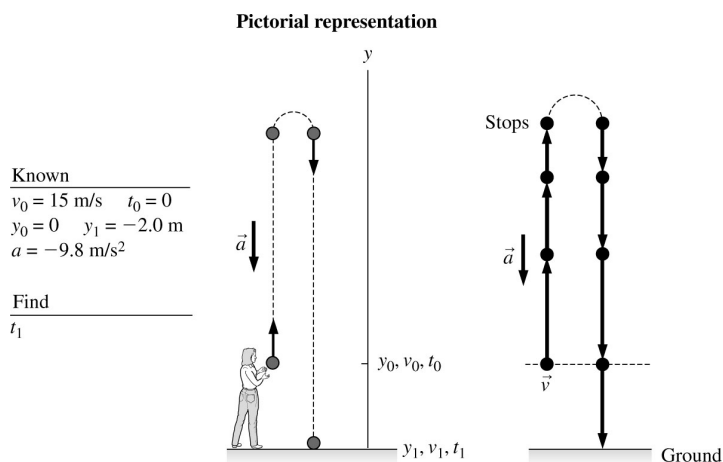 Pictorial representation
y
Known
v₀ = 15 m/s t₀ = 0
y₀ = 0 y₁ = −2.0 m
a = −9.8 m/s²
Find
t₁
a⃗
y₀, v₀, t₀
y₁, v₁, t₁
Stops
a⃗
v⃗
Ground